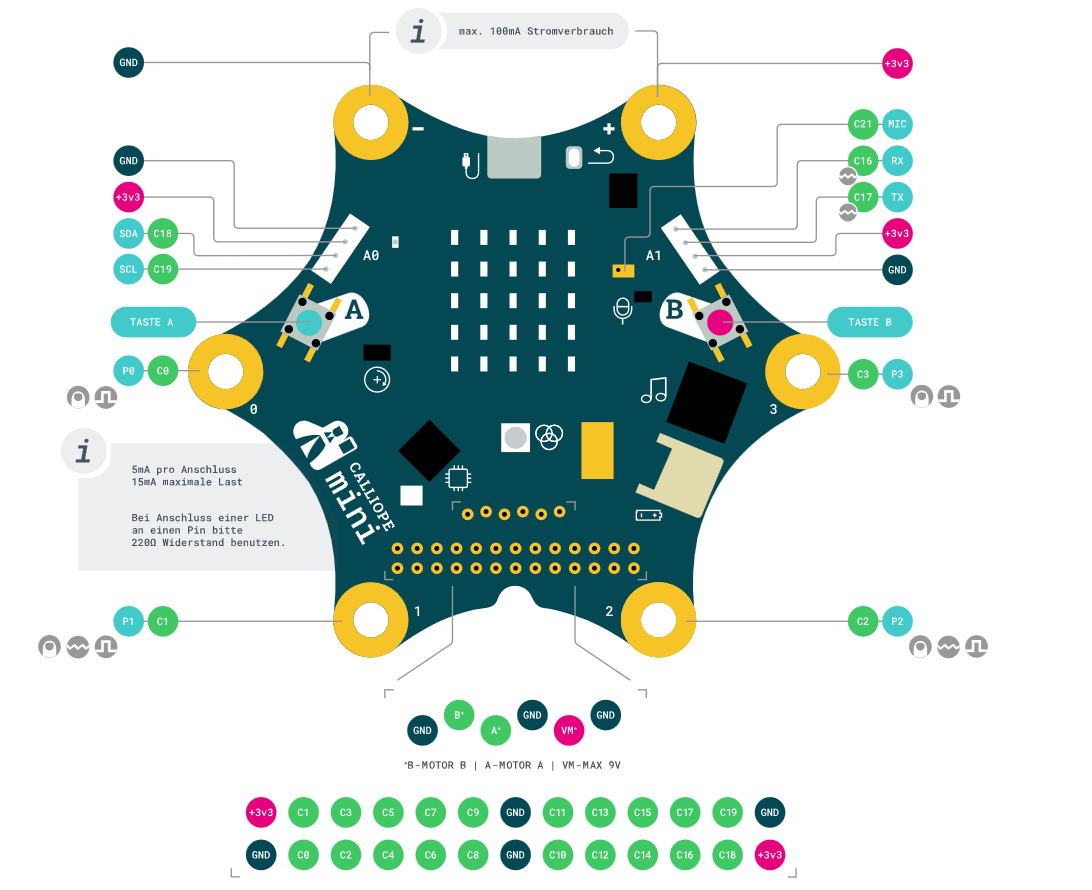 i max. 100mA Stromverbrauch
GND
+3v3
− +
C21 MIC
GND
C16 RX
+3v3
C17 TX
SDA C18
+3v3
SCL C19
GND
A0
A1
A
B
TASTE A
TASTE B
P0 C0
C3 P3
0
3
i
5mA pro Anschluss
15mA maximale Last
Bei Anschluss einer LED
an einen Pin bitte
220Ω Widerstand benutzen.
CALLIOPE
mini
P1 C1
1
2
C2 P2
GND B* A* GND VM* GND
*B-MOTOR B | A-MOTOR A | VM-MAX 9V
+3v3 C1 C3 C5 C7 C9 GND C11 C13 C15 C17 C19 GND
GND C0 C2 C4 C6 C8 GND C10 C12 C14 C16 C18 +3v3